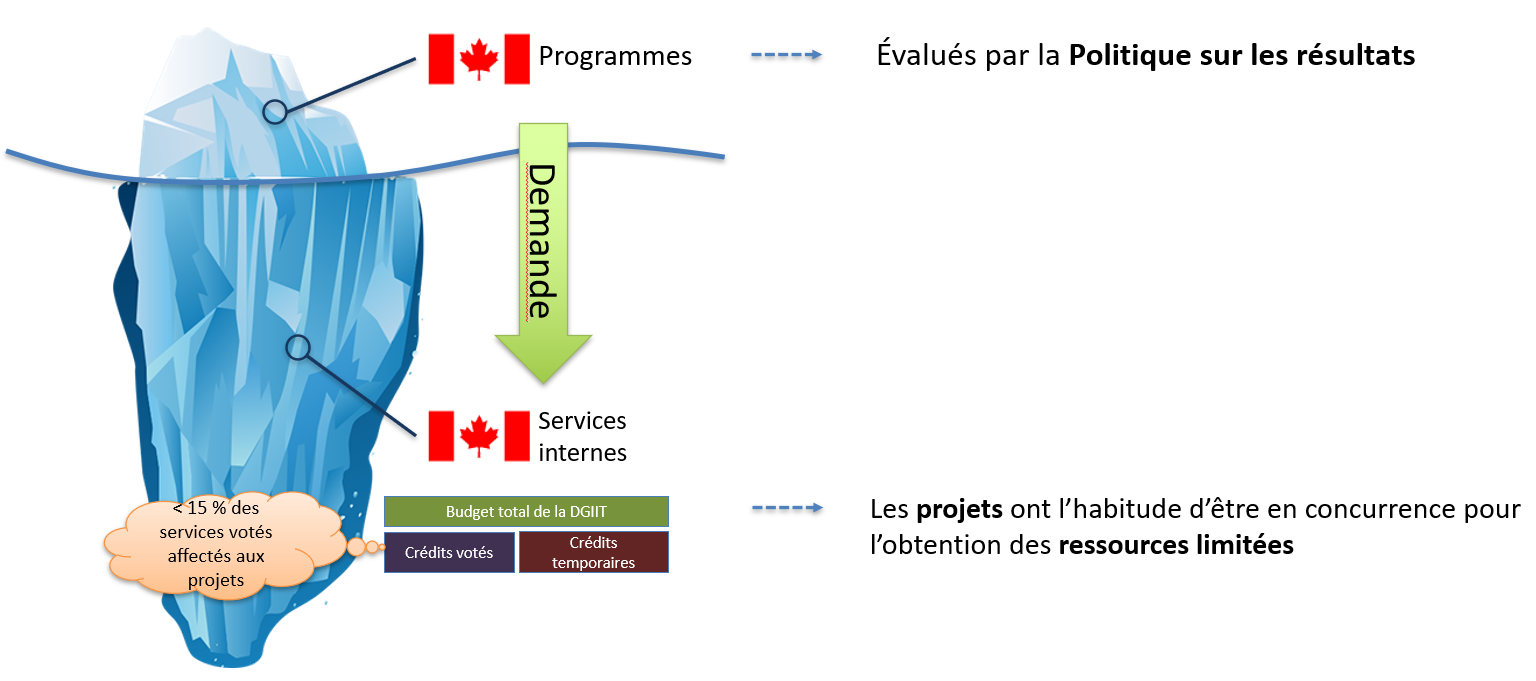 Programmes
Évalués par la Politique sur les résultats
Demande
Services
internes
< 15 % des
services votés
affectés aux
projets
Budget total de la DGIIT
Crédits votés
Crédits
temporaires
Les projets ont l’habitude d’être en concurrence pour
l’obtention des ressources limitées